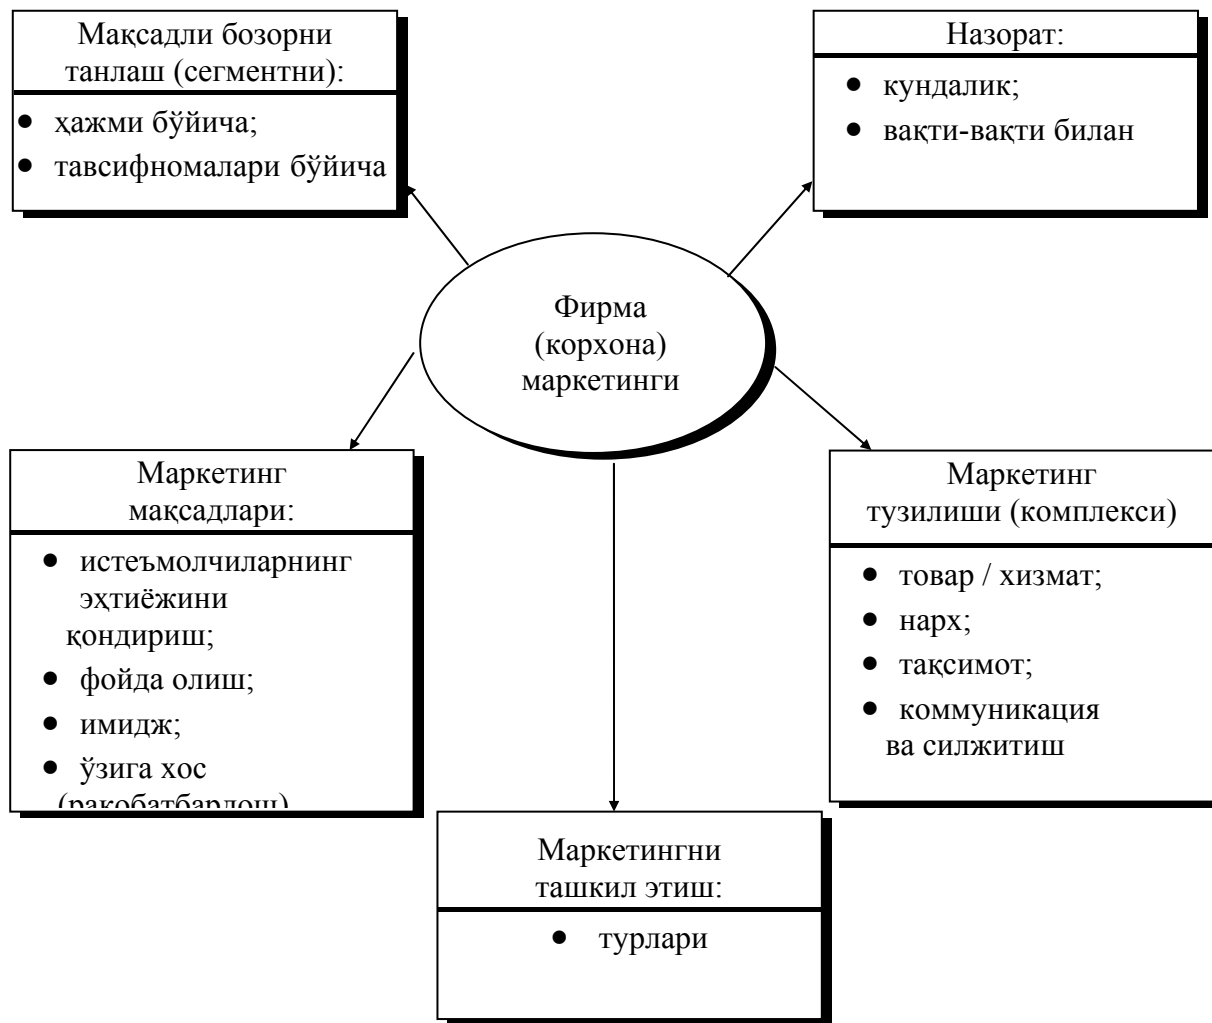 Мақсадли бозорни
танлаш (сегментни):
• ҳажми бўйича;
• тавсифномалари бўйича
Назорат:
• кундалик;
• вақти-вақти билан
Фирма
(корхона)
маркетинги
Маркетинг
мақсадлари:
• истеъмолчиларнинг
эҳтиёжини
қондириш;
• фойда олиш;
• имидж;
• ўзига хос
(рақобатбардош)
Маркетинг
тузилиши (комплекси)
• товар / хизмат;
• нарх;
• тақсимот;
• коммуникация
ва силжитиш
Маркетингни
ташкил этиш:
• турлари